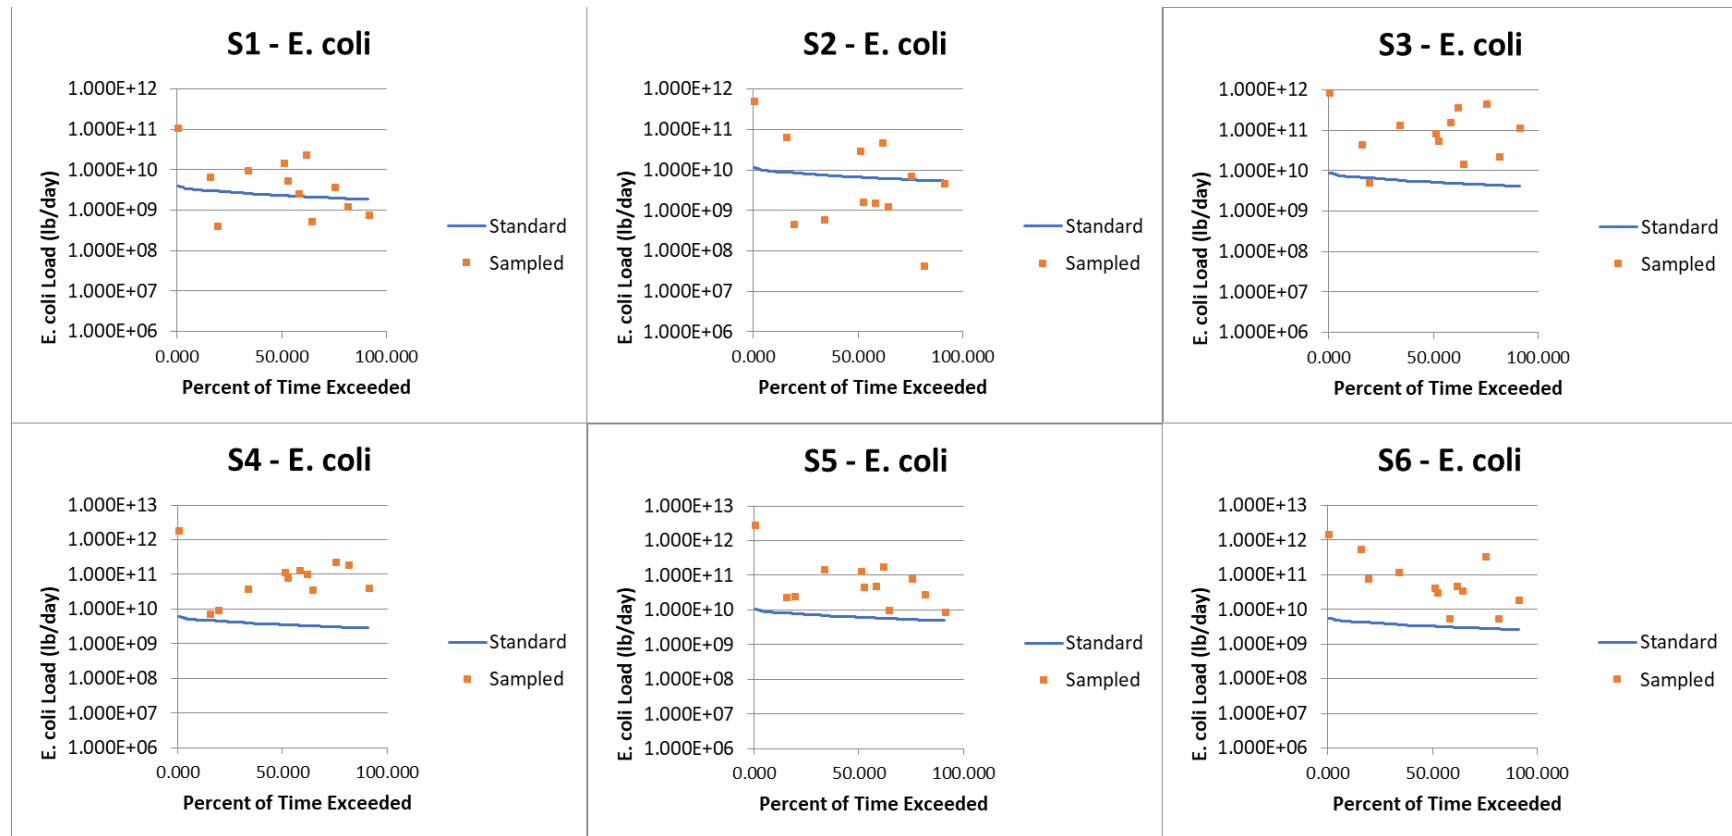 S1 - E. coli
E. coli Load (lb/day)
1.000E+12
1.000E+11
1.000E+10
1.000E+09
1.000E+08
1.000E+07
1.000E+06
0.000 50.000 100.000
Percent of Time Exceeded
Standard
Sampled
S2 - E. coli
E. coli Load (lb/day)
1.000E+12
1.000E+11
1.000E+10
1.000E+09
1.000E+08
1.000E+07
1.000E+06
0.000 50.000 100.000
Percent of Time Exceeded
Standard
Sampled
S3 - E. coli
E. coli Load (lb/day)
1.000E+12
1.000E+11
1.000E+10
1.000E+09
1.000E+08
1.000E+07
1.000E+06
0.000 50.000 100.000
Percent of Time Exceeded
Standard
Sampled
S4 - E. coli
E. coli Load (lb/day)
1.000E+13
1.000E+12
1.000E+11
1.000E+10
1.000E+09
1.000E+08
1.000E+07
1.000E+06
0.000 50.000 100.000
Percent of Time Exceeded
Standard
Sampled
S5 - E. coli
E. coli Load (lb/day)
1.000E+13
1.000E+12
1.000E+11
1.000E+10
1.000E+09
1.000E+08
1.000E+07
1.000E+06
0.000 50.000 100.000
Percent of Time Exceeded
Standard
Sampled
S6 - E. coli
E. coli Load (lb/day)
1.000E+13
1.000E+12
1.000E+11
1.000E+10
1.000E+09
1.000E+08
1.000E+07
1.000E+06
0.000 50.000 100.000
Percent of Time Exceeded
Standard
Sampled